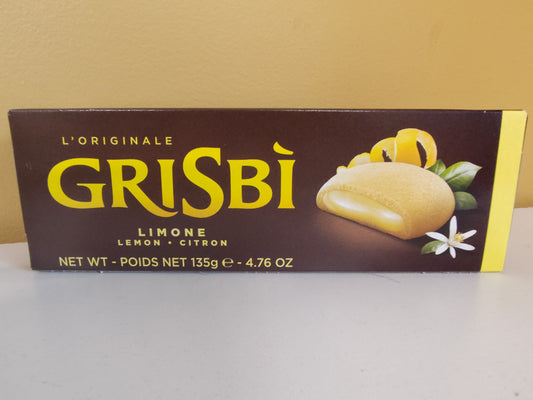 L'ORIGINALE
GRISBÌ
LIMONE
LEMON • CITRON
NET WT - POIDS NET 135g ℮ - 4.76 OZ